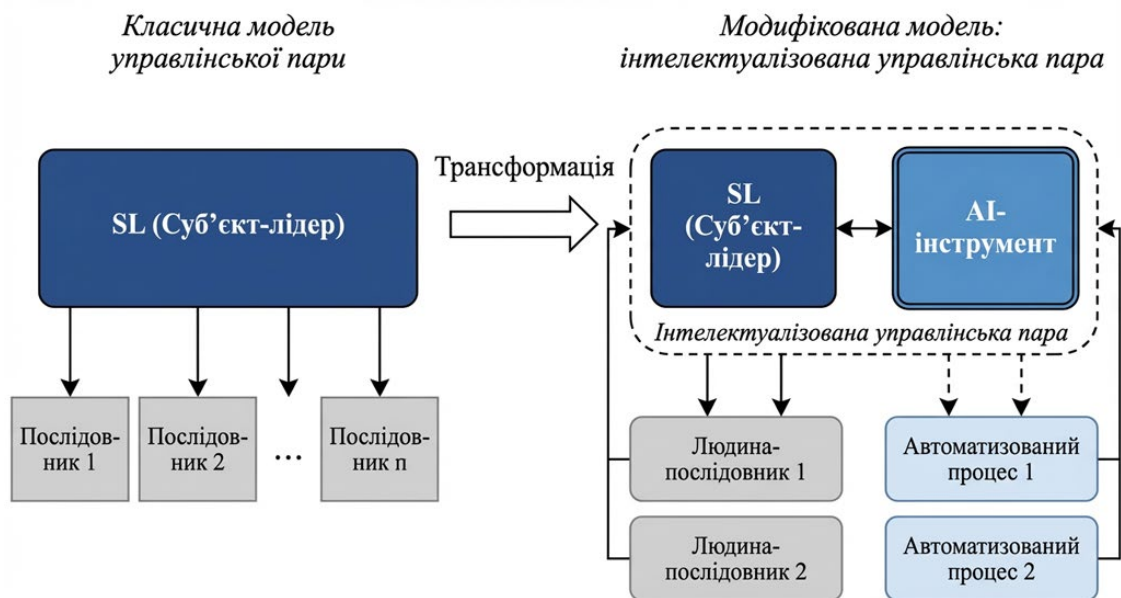 Класична модель
управлінської пари
Модифікована модель:
інтелектуалізована управлінська пара
SL (Суб’єкт-лідер)
Трансформація
SL
(Суб’єкт-
лідер)
AI-
інструмент
Інтелектуалізована управлінська пара
Послідов-
ник 1
Послідов-
ник 2
...
Послідов-
ник n
Людина-
послідовник 1
Автоматизований
процес 1
Людина-
послідовник 2
Автоматизований
процес 2